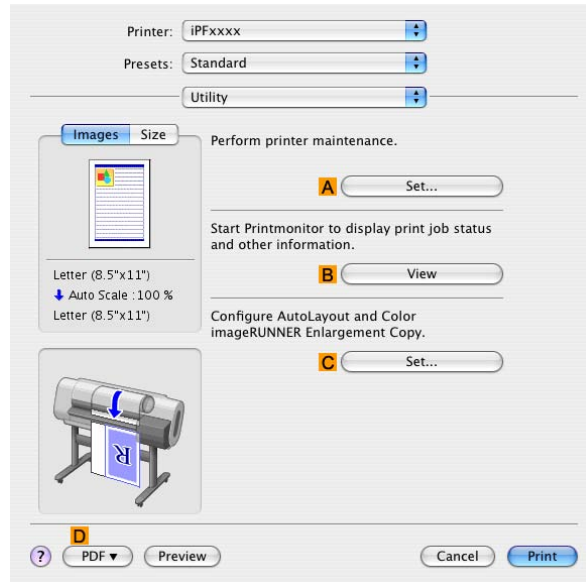 Printer: iPFxxxx
Presets: Standard
Utility
Images Size
Perform printer maintenance.
A Set...
Start Printmonitor to display print job status
and other information.
B View
Letter (8.5"x11")
Auto Scale :100 %
Letter (8.5"x11")
Configure AutoLayout and Color
imageRUNNER Enlargement Copy.
C Set...
R
D
? PDF▼ Preview Cancel Print